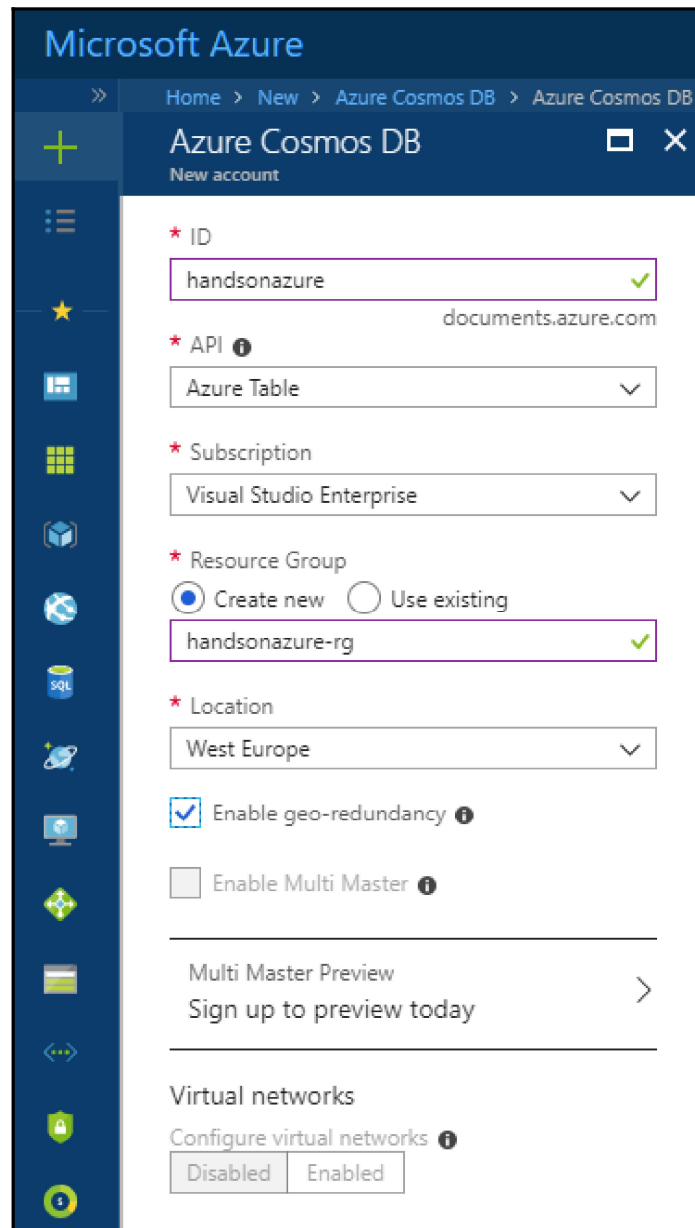 Microsoft Azure
» Home > New > Azure Cosmos DB > Azure Cosmos DB
Azure Cosmos DB
New account
* ID
handsonazure
documents.azure.com
* API
Azure Table
* Subscription
Visual Studio Enterprise
* Resource Group
Create new Use existing
handsonazure-rg
* Location
West Europe
Enable geo-redundancy
Enable Multi Master
Multi Master Preview
Sign up to preview today
Virtual networks
Configure virtual networks
Disabled Enabled
SQL